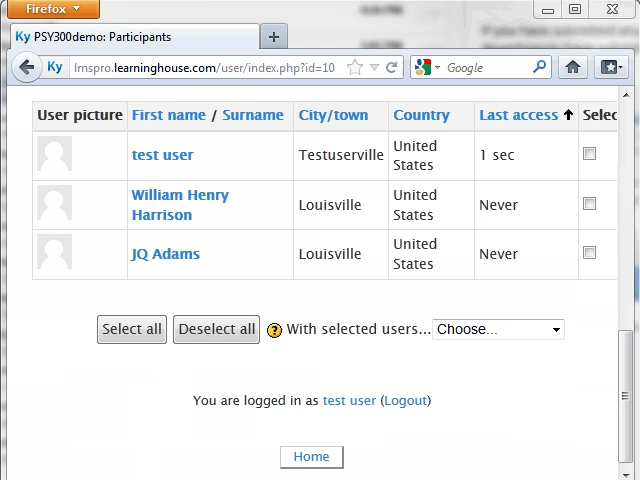 Firefox
Ky PSY300demo: Participants
+
Ky lmspro.learninghouse.com/user/index.php?id=10 Google
User picture First name / Surname City/town Country Last access Selec
test user Testuserville United States 1 sec
William Henry Harrison Louisville United States Never
JQ Adams Louisville United States Never
Select all Deselect all ? With selected users... Choose...
You are logged in as test user (Logout)
Home